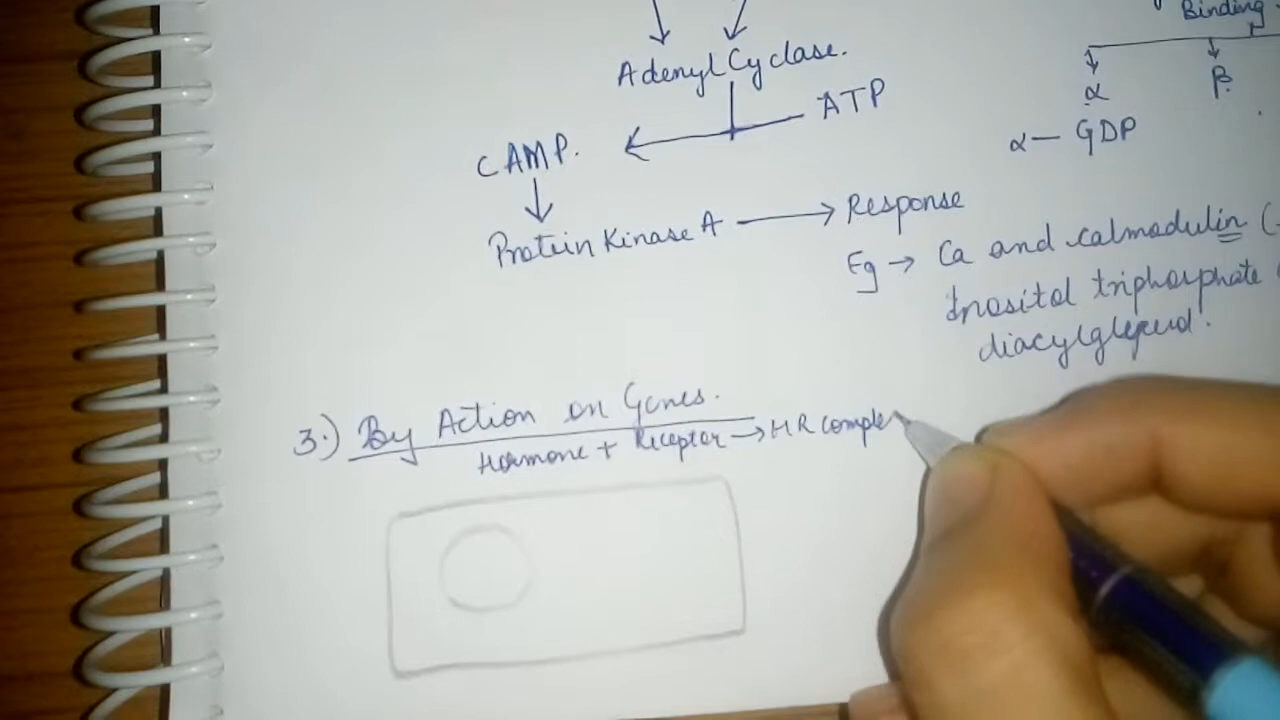 Binding
Adenyl Cyclase.
ATP
α
β
CAMP.
α— GDP
Protein Kinase A → Response
Eg → Ca and calmadulin (
Inositol triphosphate
diacylglycerol.
3.) By Action on Genes.
Hormone + Receptor → HR Complex